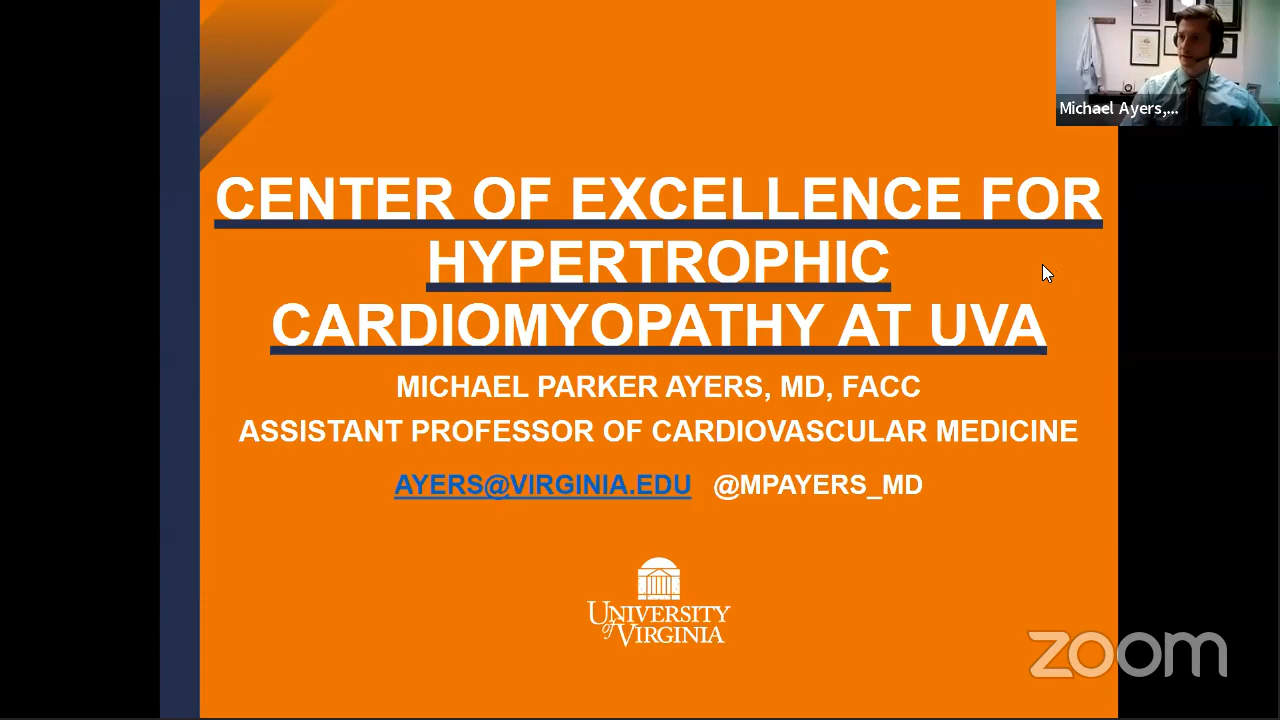 Michael Ayers,...
CENTER OF EXCELLENCE FOR
HYPERTROPHIC
CARDIOMYOPATHY AT UVA
MICHAEL PARKER AYERS, MD, FACC
ASSISTANT PROFESSOR OF CARDIOVASCULAR MEDICINE
AYERS@VIRGINIA.EDU @MPAYERS_MD
UNIVERSITY
of VIRGINIA
zoom